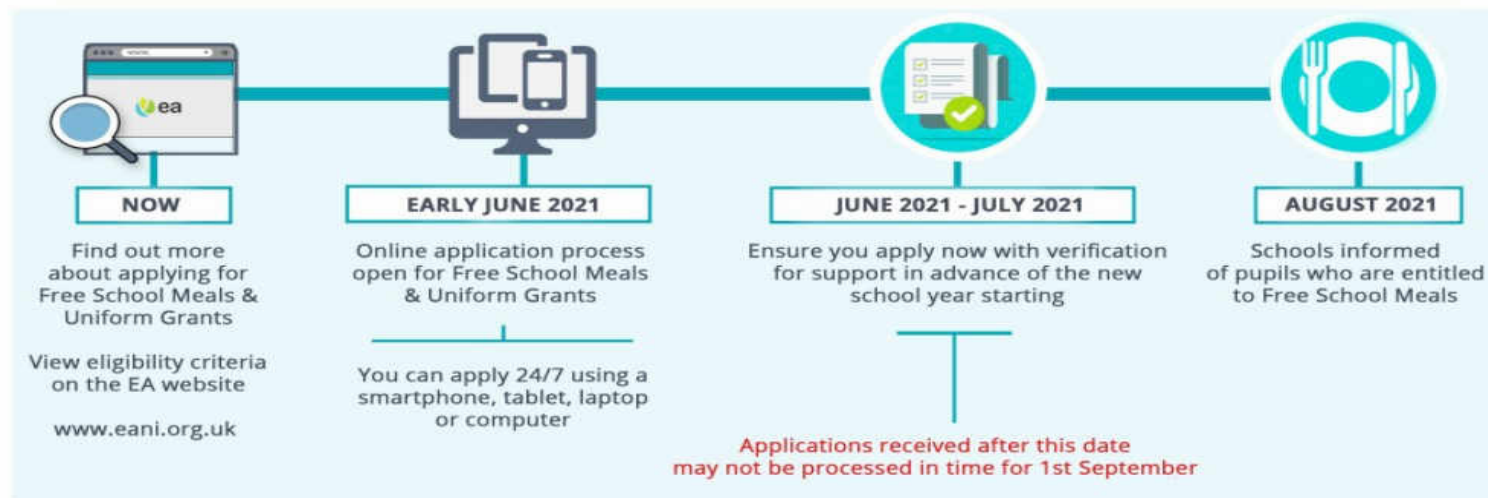 www.
ea
NOW
Find out more
about applying for
Free School Meals &
Uniform Grants
View eligibility criteria
on the EA website
www.eani.org.uk
EARLY JUNE 2021
Online application process
open for Free School Meals
& Uniform Grants
You can apply 24/7 using a
smartphone, tablet, laptop
or computer
JUNE 2021 - JULY 2021
Ensure you apply now with verification
for support in advance of the new
school year starting
Applications received after this date
may not be processed in time for 1st September
AUGUST 2021
Schools informed
of pupils who are entitled
to Free School Meals